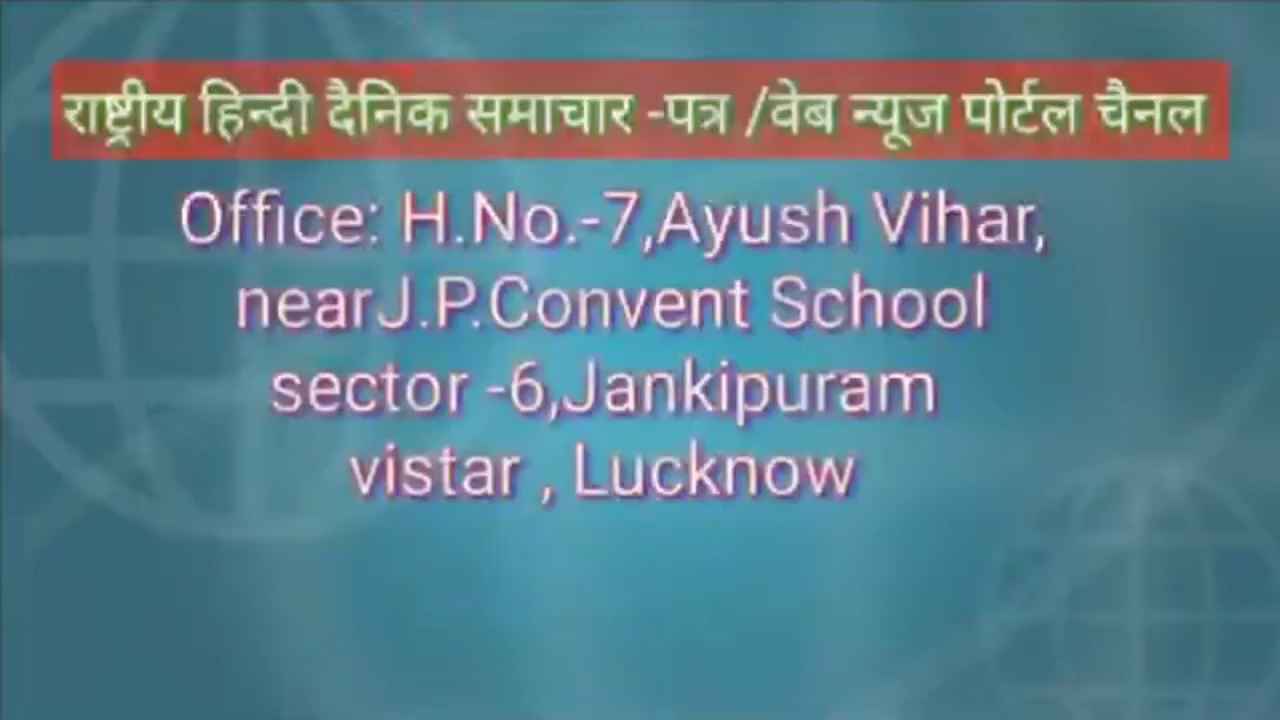 राष्ट्रीय हिन्दी दैनिक समाचार -पत्र /वेब न्यूज पोर्टल चैनल
Office: H.No.-7,Ayush Vihar,
nearJ.P.Convent School
sector -6,Jankipuram
vistar , Lucknow